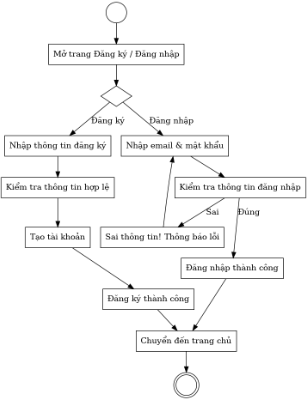 Mở trang Đăng ký / Đăng nhập
Đăng ký
Đăng nhập
Nhập thông tin đăng ký
Nhập email & mật khẩu
Kiểm tra thông tin hợp lệ
Kiểm tra thông tin đăng nhập
Sai
Đúng
Tạo tài khoản
Sai thông tin! Thông báo lỗi
Đăng nhập thành công
Đăng ký thành công
Chuyển đến trang chủ